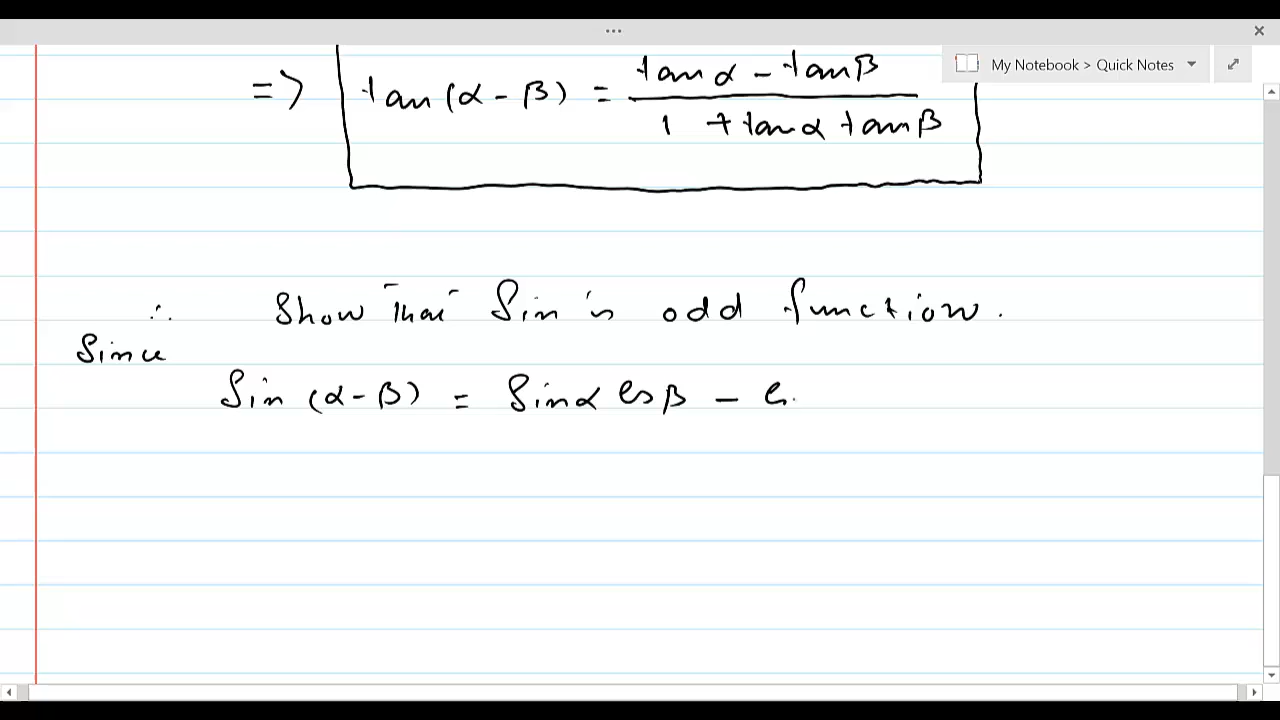 My Notebook > Quick Notes
=> tan(α - β) = tanα - tanβ / 1 + tanα tanβ
∴ Show that Sin is odd function.
Since
Sin (α - β) = Sinα Cosβ - C